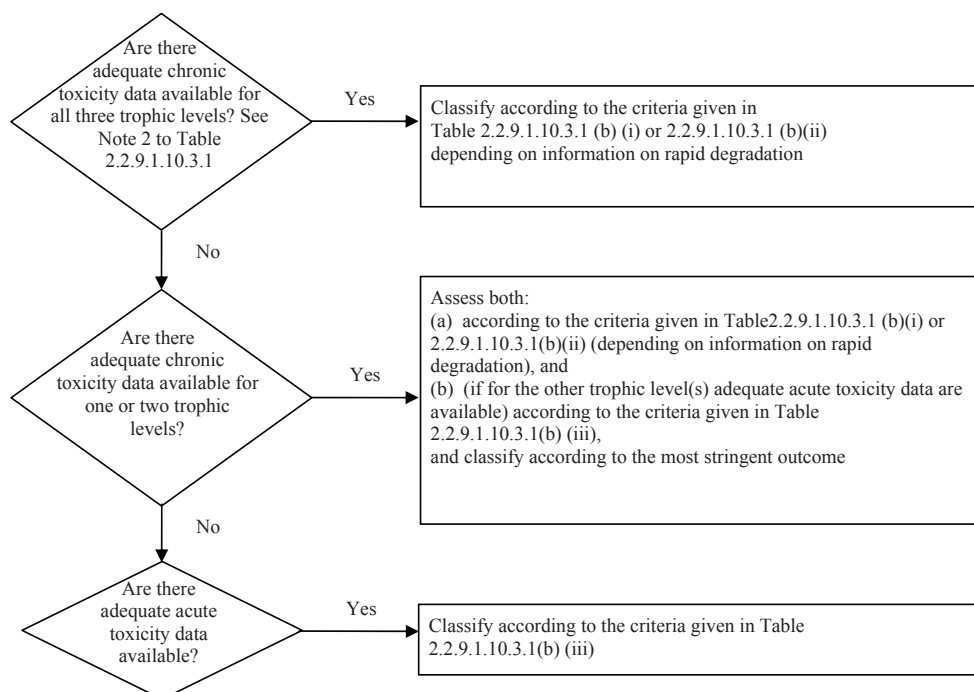 Are there
adequate chronic
toxicity data available for
all three trophic levels? See
Note 2 to Table
2.2.9.1.10.3.1
Yes
Classify according to the criteria given in
Table 2.2.9.1.10.3.1 (b) (i) or 2.2.9.1.10.3.1 (b)(ii)
depending on information on rapid degradation
No
Are there
adequate chronic
toxicity data available for
one or two trophic
levels?
Yes
Assess both:
(a) according to the criteria given in Table2.2.9.1.10.3.1 (b)(i) or
2.2.9.1.10.3.1(b)(ii) (depending on information on rapid
degradation), and
(b) (if for the other trophic level(s) adequate acute toxicity data are
available) according to the criteria given in Table
2.2.9.1.10.3.1(b) (iii),
and classify according to the most stringent outcome
No
Are there
adequate acute
toxicity data
available?
Yes
Classify according to the criteria given in Table
2.2.9.1.10.3.1(b) (iii)